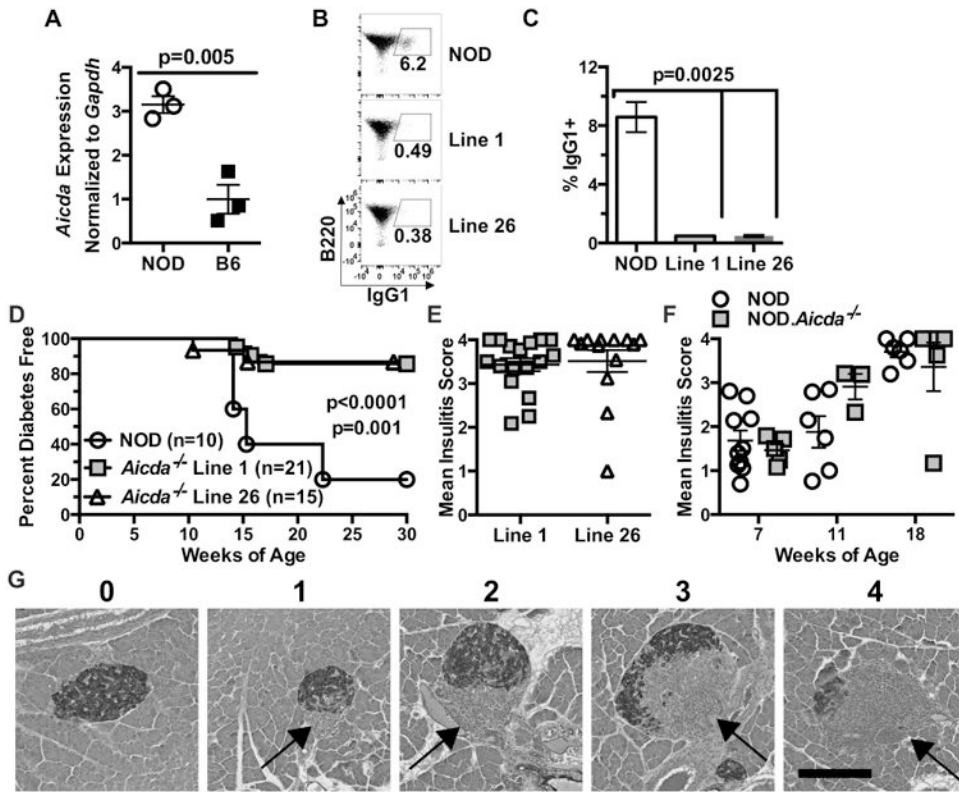 A
p=0.005
Aicda Expression
Normalized to Gapdh
4
3
2
1
0
NOD
B6
B
6.2
NOD
0.49
Line 1
0.38
Line 26
B220
IgG1
C
p=0.0025
% IgG1+
12
8
4
0
NOD
Line 1
Line 26
D
Percent Diabetes Free
100
80
60
40
20
0
p<0.0001
p=0.001
NOD (n=10)
Aicda-/- Line 1 (n=21)
Aicda-/- Line 26 (n=15)
0 5 10 15 20 25 30
Weeks of Age
E
Mean Insulitis Score
4
3
2
1
0
Line 1
Line 26
F
NOD
NOD.Aicda-/-
Mean Insulitis Score
4
3
2
1
0
7 11 18
Weeks of Age
G
0 1 2 3 4